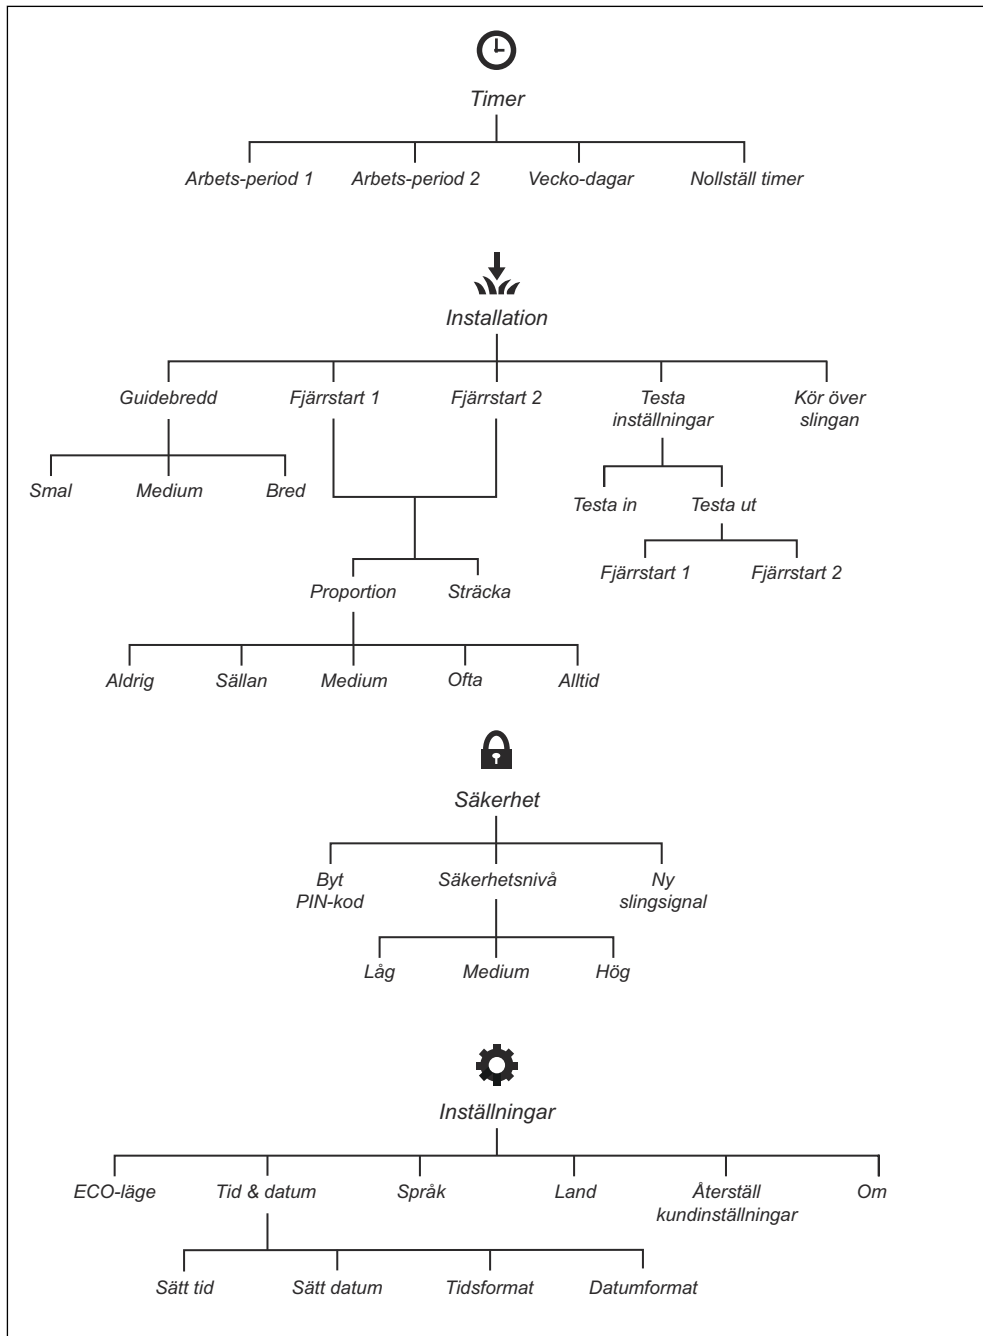 Timer
Arbets-period 1 Arbets-period 2 Vecko-dagar Nollställ timer
Installation
Guidebredd Fjärrstart 1 Fjärrstart 2 Testa inställningar Kör över slingan
Smal Medium Bred Testa in Testa ut
Fjärrstart 1 Fjärrstart 2
Proportion Sträcka
Aldrig Sällan Medium Ofta Alltid
Säkerhet
Byt PIN-kod Säkerhetsnivå Ny slingsignal
Låg Medium Hög
Inställningar
ECO-läge Tid & datum Språk Land Återställ kundinställningar Om
Sätt tid Sätt datum Tidsformat Datumformat